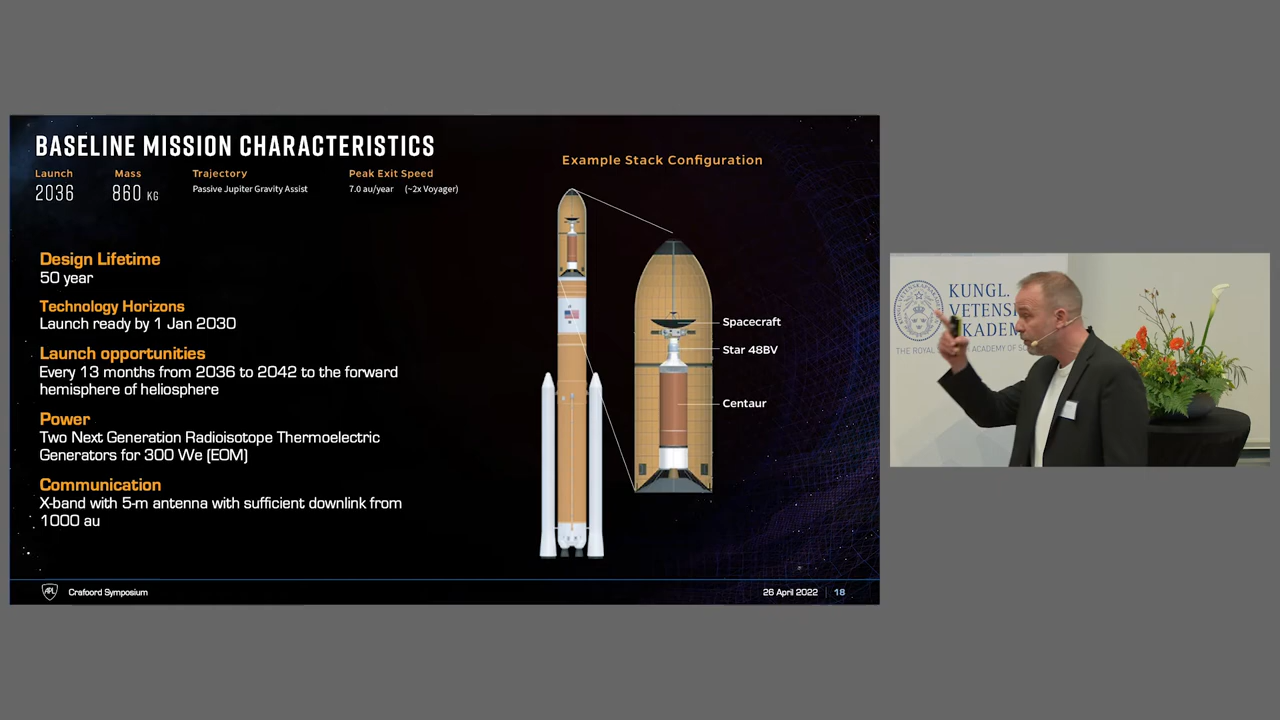 BASELINE MISSION CHARACTERISTICS
Launch Mass Trajectory Peak Exit Speed
2036 860 KG Passive Jupiter Gravity Assist 7.0 au/year (~2x Voyager)
Design Lifetime
50 year
Technology Horizons
Launch ready by 1 Jan 2030
Launch opportunities
Every 13 months from 2036 to 2042 to the forward
hemisphere of heliosphere
Power
Two Next Generation Radioisotope Thermoelectric
Generators for 300 We (EOM)
Communication
X-band with 5-m antenna with sufficient downlink from
1000 au
Example Stack Configuration
Spacecraft
Star 48BV
Centaur
APL Crafoord Symposium
26 April 2022 | 18
KUNGL.
VETENSK
AKADEM
THE ROYAL ACADEMY OF SC